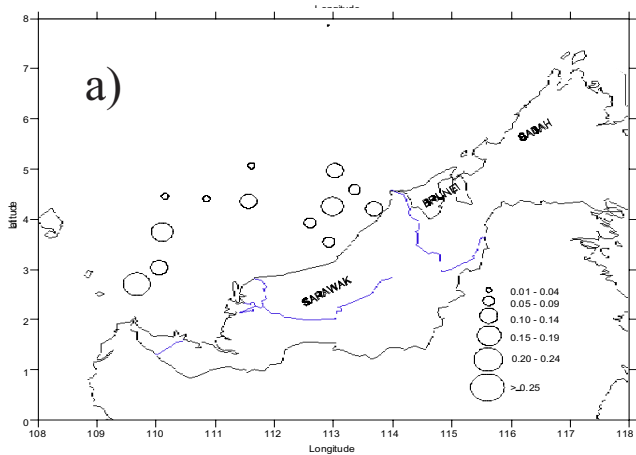 Longitude
8
a)
7
6
SABAH
5
BRUNEI
4
latitude
3
SARAWAK
0.01 - 0.04
0.05 - 0.09
2
0.10 - 0.14
0.15 - 0.19
1
0.20 - 0.24
> 0.25
0
108 109 110 111 112 113 114 115 116 117 118
Longitude